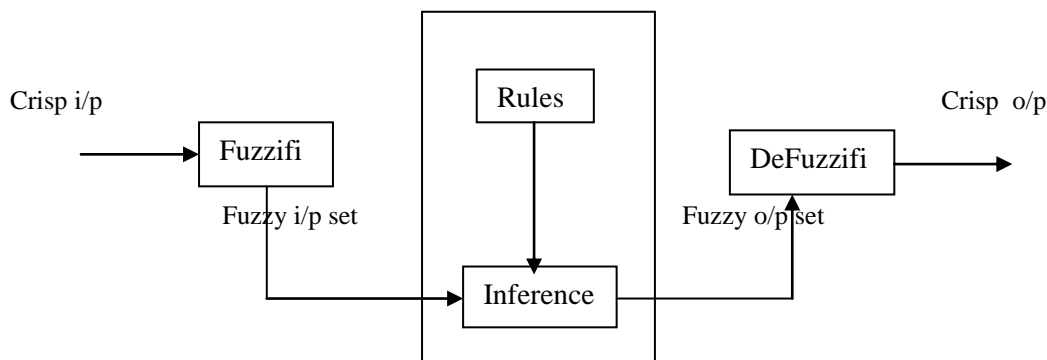 Crisp i/p
Fuzzifi
Fuzzy i/p set
Rules
Inference
Fuzzy o/p set
DeFuzzifi
Crisp o/p